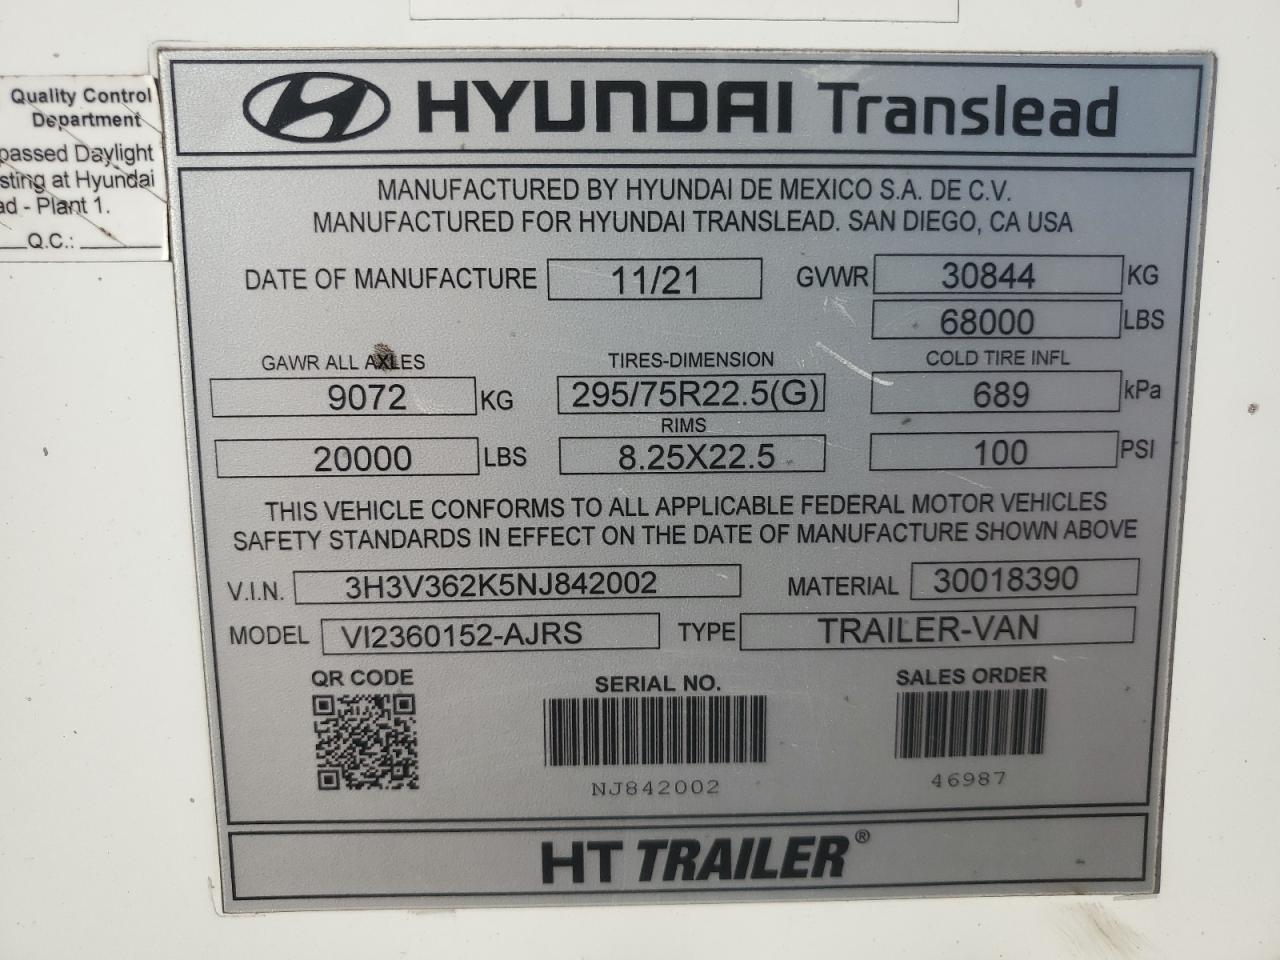 Quality Control
Department
passed Daylight
sting at Hyundai
ad - Plant 1.
Q.C.:
HYUNDAI Translead
MANUFACTURED BY HYUNDAI DE MEXICO S.A. DE C.V.
MANUFACTURED FOR HYUNDAI TRANSLEAD. SAN DIEGO, CA USA
DATE OF MANUFACTURE 11/21 GVWR 30844 KG
68000 LBS
GAWR ALL AXLES TIRES-DIMENSION COLD TIRE INFL
9072 KG 295/75R22.5(G) 689 kPa
RIMS
20000 LBS 8.25X22.5 100 PSI
THIS VEHICLE CONFORMS TO ALL APPLICABLE FEDERAL MOTOR VEHICLES
SAFETY STANDARDS IN EFFECT ON THE DATE OF MANUFACTURE SHOWN ABOVE
V.I.N. 3H3V362K5NJ842002 MATERIAL 30018390
MODEL VI2360152-AJRS TYPE TRAILER-VAN
QR CODE SERIAL NO. SALES ORDER
NJ842002 46987
HT TRAILER®